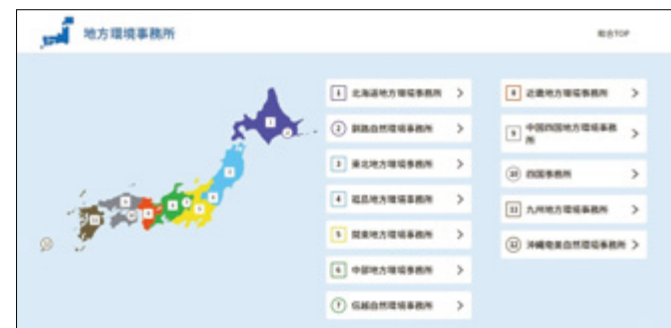 地方環境事務所
総合TOP
1 北海道地方環境事務所
2 釧路自然環境事務所
3 東北地方環境事務所
4 福島地方環境事務所
5 関東地方環境事務所
6 中部地方環境事務所
7 信越自然環境事務所
8 近畿地方環境事務所
9 中国四国地方環境事務
所
10 四国事務所
11 九州地方環境事務所
12 沖縄奄美自然環境事務所